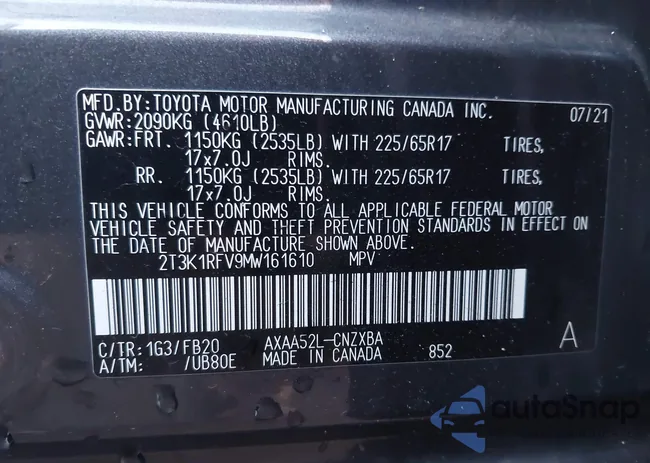 MFD.BY:TOYOTA MOTOR MANUFACTURING CANADA INC. 07/21
GVWR:2090KG (4610LB)
GAWR:FRT. 1150KG (2535LB) WITH 225/65R17 TIRES,
17x7.0J RIMS.
RR. 1150KG (2535LB) WITH 225/65R17 TIRES,
17x7.0J RIMS.
THIS VEHICLE CONFORMS TO ALL APPLICABLE FEDERAL MOTOR
VEHICLE SAFETY AND THEFT PREVENTION STANDARDS IN EFFECT
ON THE DATE OF MANUFACTURE SHOWN ABOVE.
2T3K1RFV9MW161610 MPV
C/TR:1G3/FB20 AXAA52L-CNZXBA A
A/TM: /UB80E MADE IN CANADA 852
autoSnap